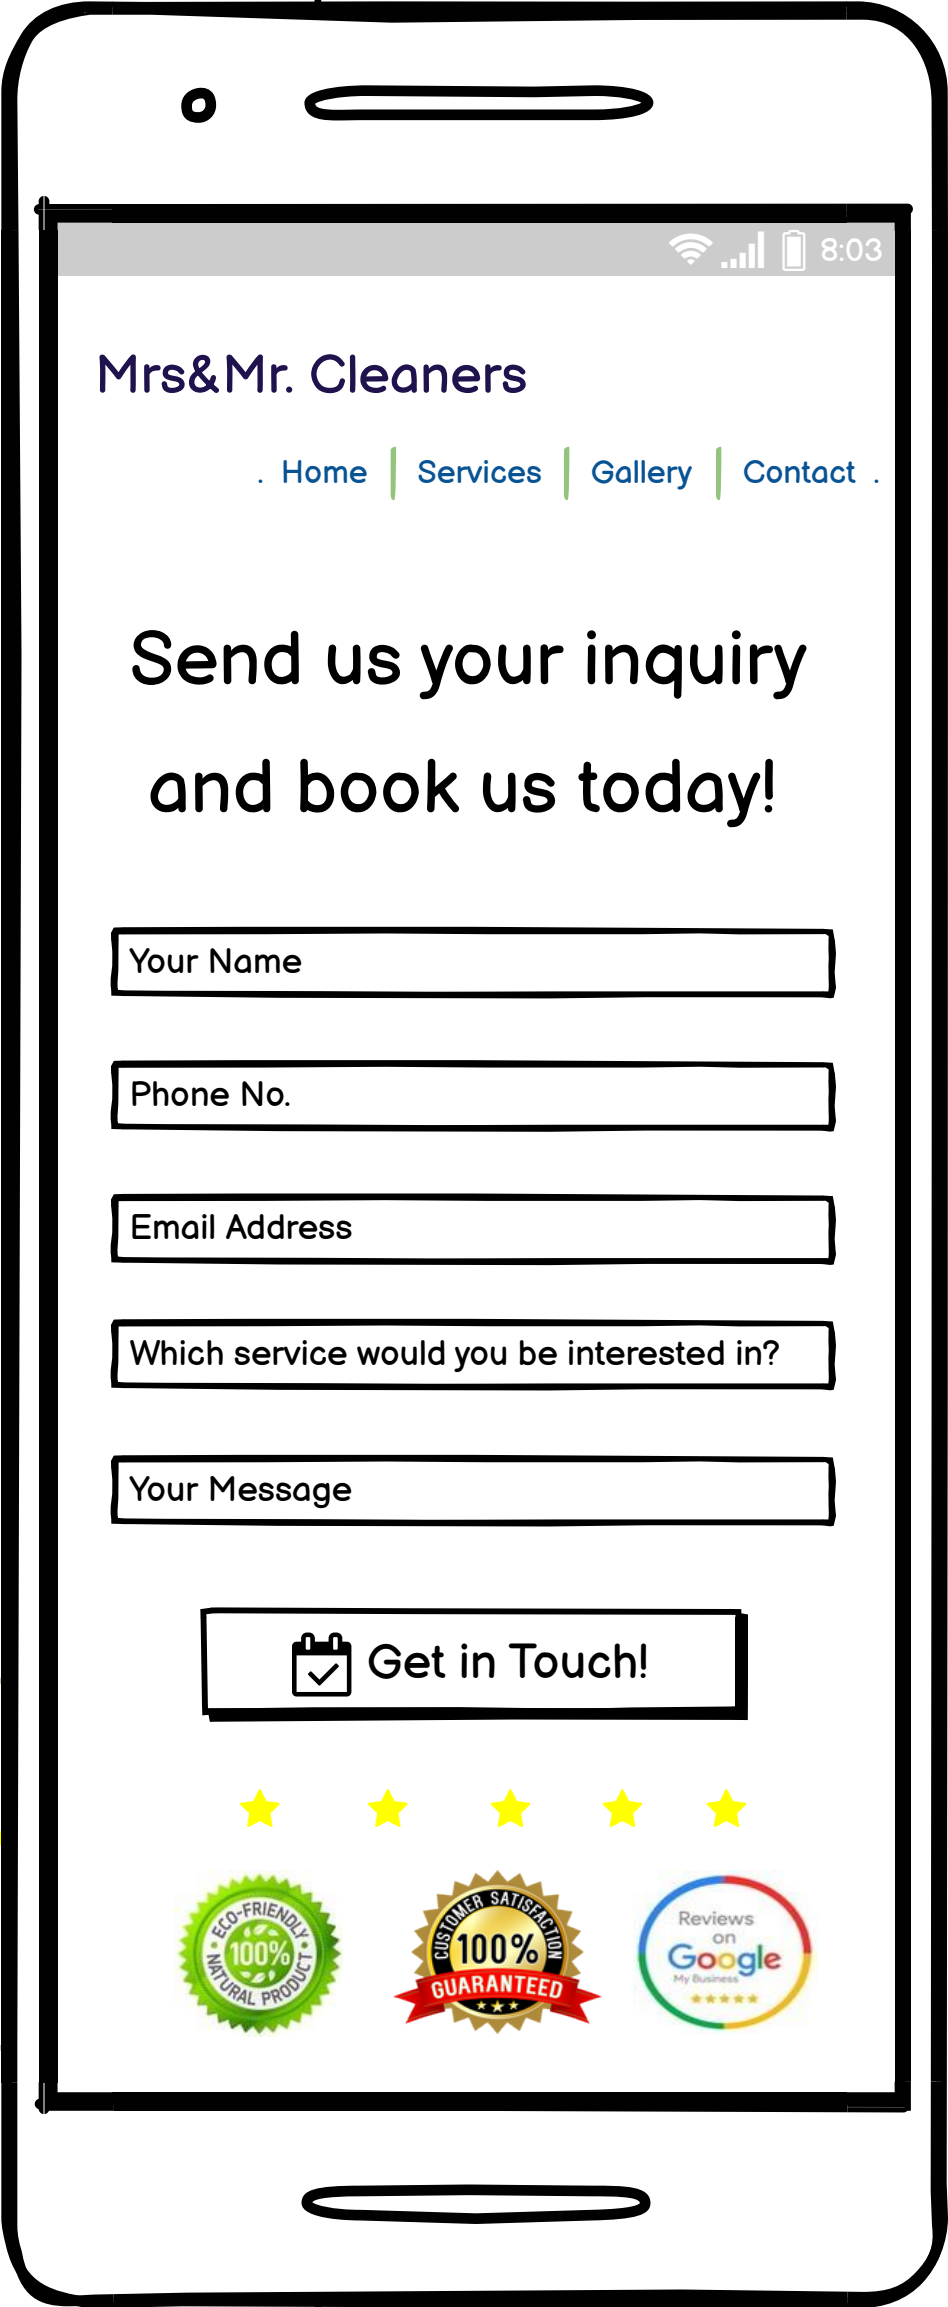 8:03
Mrs&Mr. Cleaners
. Home Services Gallery Contact .
Send us your inquiry
and book us today!
Your Name
Phone No.
Email Address
Which service would you be interested in?
Your Message
Get in Touch!
ECO-FRIENDLY
100%
NATURAL PRODUCT
CUSTOMER SATISFACTION
100%
GUARANTEED
Reviews
on
Google
My Business